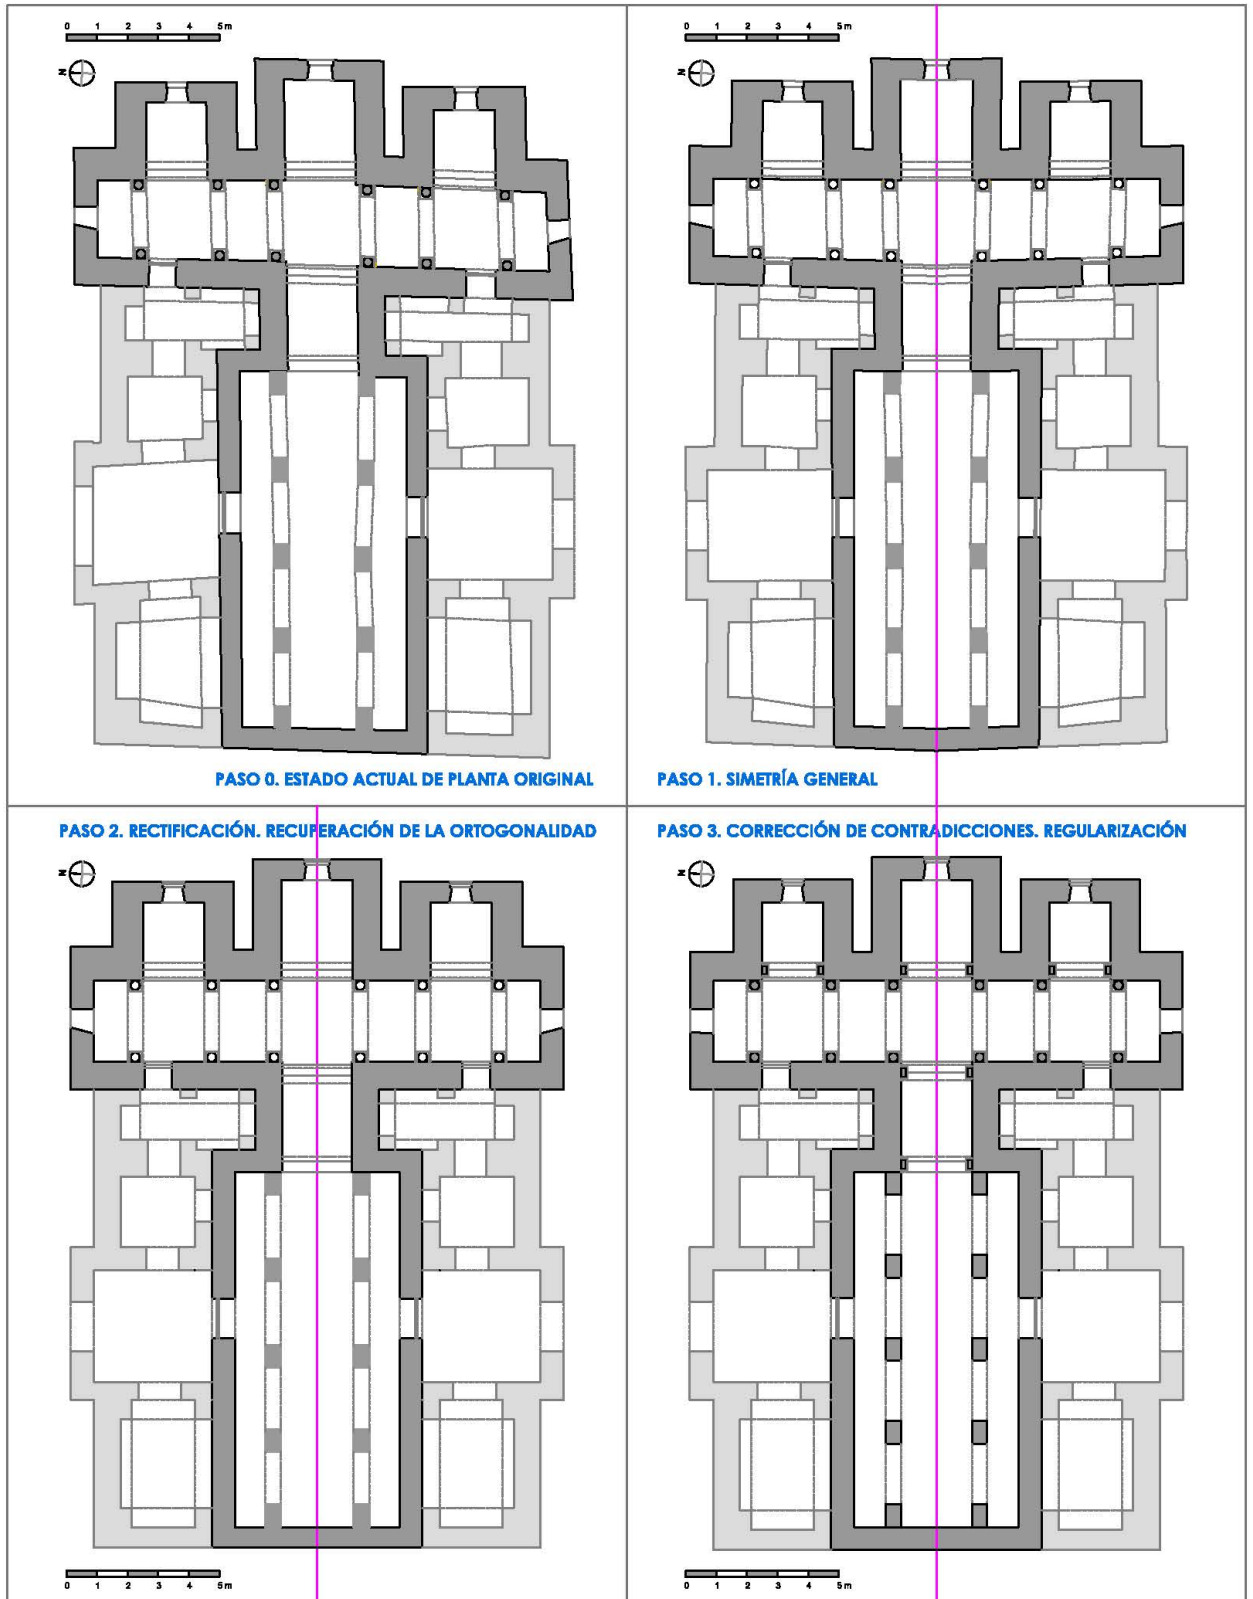 0 1 2 3 4 5m
0 1 2 3 4 5m
N
N
PASO 0. ESTADO ACTUAL DE PLANTA ORIGINAL
PASO 1. SIMETRÍA GENERAL
PASO 2. RECTIFICACIÓN. RECUPERACIÓN DE LA ORTOGONALIDAD
PASO 3. CORRECCIÓN DE CONTRADICCIONES. REGULARIZACIÓN
N
N
0 1 2 3 4 5m
0 1 2 3 4 5m